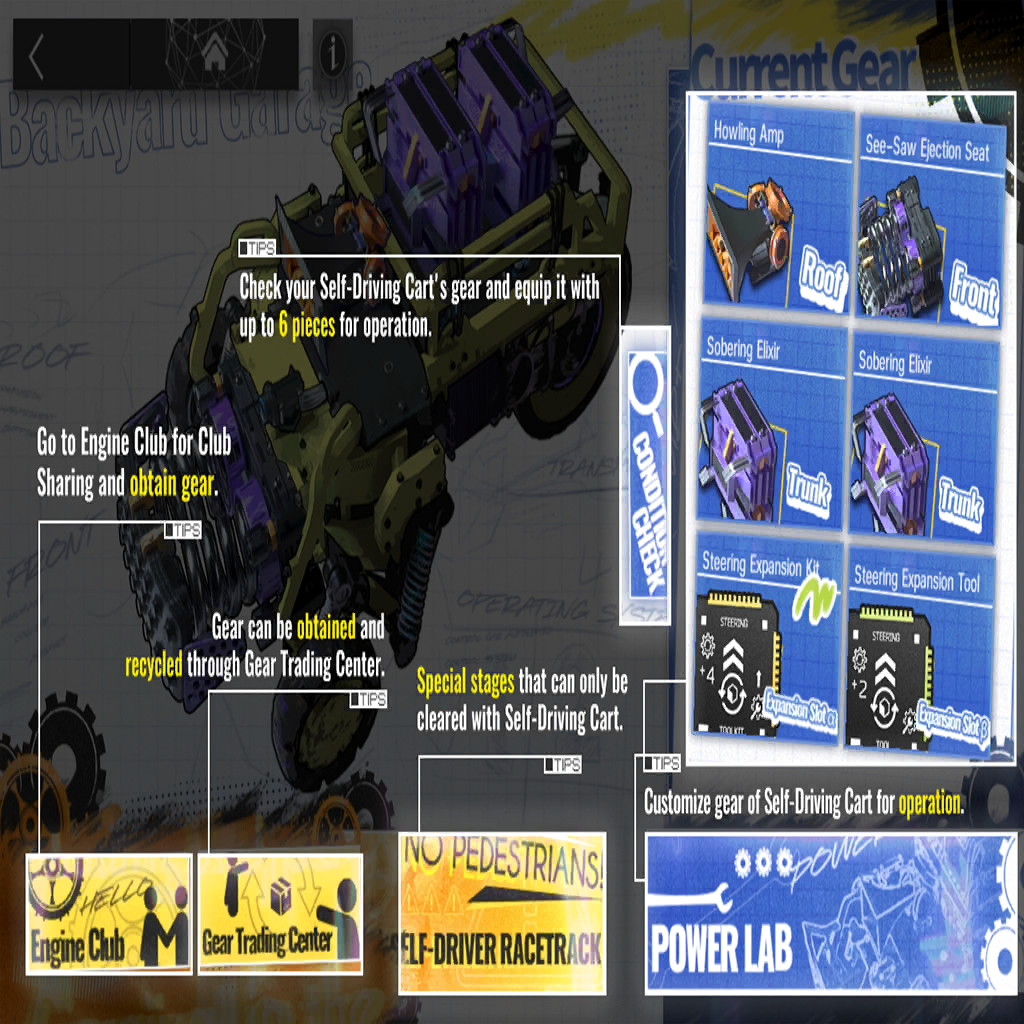 Backyard Garage
Current Gear
Howling Amp
Roof
See-Saw Ejection Seat
Front
TIPS
Check your Self-Driving Cart's gear and equip it with
up to 6 pieces for operation.
CONDITION
CHECK
Sobering Elixir
Trunk
Sobering Elixir
Trunk
ROOF
Go to Engine Club for Club
Sharing and obtain gear.
TIPS
FRONT
OPERATING
Steering Expansion Kit
STEERING
+4
Expansion Slot α
TOOLKIT
Steering Expansion Tool
STEERING
+2
Expansion Slot β
TOOL
Gear can be obtained and
recycled through Gear Trading Center.
TIPS
Special stages that can only be
cleared with Self-Driving Cart.
TIPS
TIPS
Customize gear of Self-Driving Cart for operation.
HELLO
Engine Club
Gear Trading Center
NO PEDESTRIANS!
ELF-DRIVER RACETRACK
POWER
POWER LAB